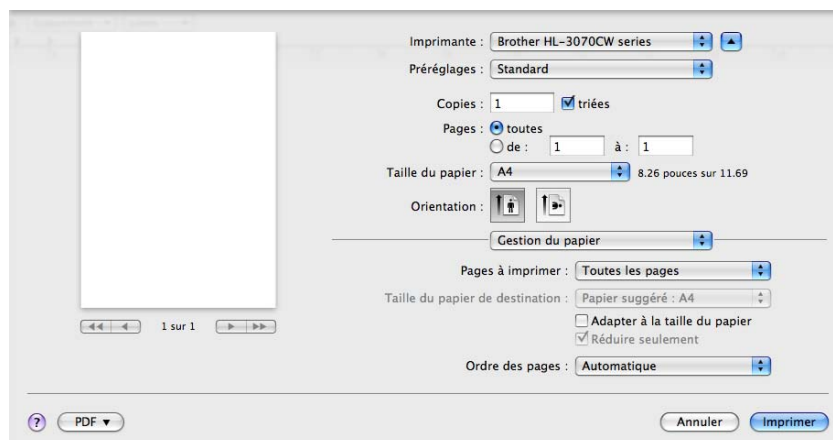 Imprimante : Brother HL-3070CW series
Préréglages : Standard
Copies : 1 triées
Pages : toutes
de : 1 à : 1
Taille du papier : A4 8.26 pouces sur 11.69
Orientation :
Gestion du papier
Pages à imprimer : Toutes les pages
Taille du papier de destination : Papier suggéré : A4
Adapter à la taille du papier
Réduire seulement
Ordre des pages : Automatique
1 sur 1
? PDF ▼ Annuler Imprimer